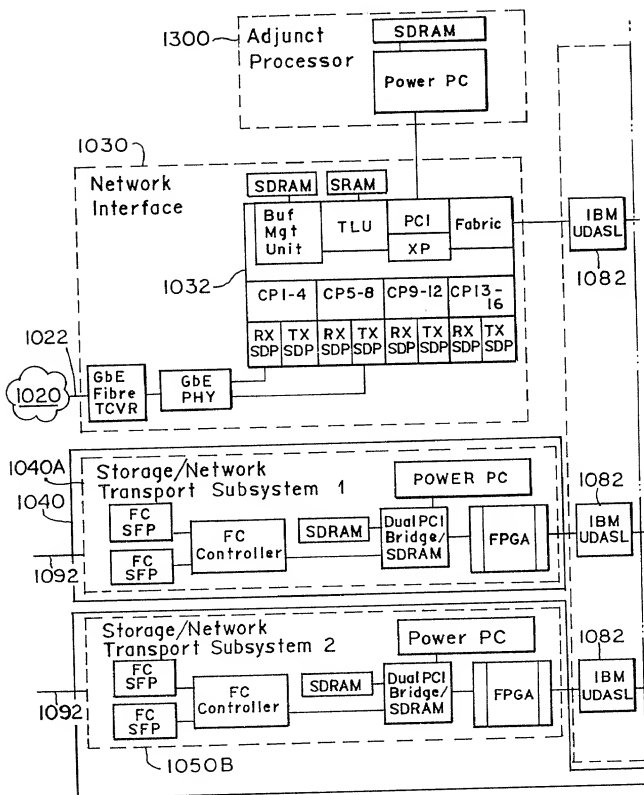 1300
Adjunct
Processor
SDRAM
Power PC
1030
Network
Interface
SDRAM
SRAM
Buf
Mgt
Unit
TLU
PCI
XP
Fabric
IBM
UDASL
1082
1032
CP1-4
CP5-8
CP9-12
CP13-
16
RX
SDP
TX
SDP
RX
SDP
TX
SDP
RX
SDP
TX
SDP
RX
SDP
TX
SDP
1022
1020
GbE
Fibre
TCVR
GbE
PHY
1040A
1040
Storage/Network
Transport Subsystem 1
POWER PC
1082
FC
SFP
FC
SFP
FC
Controller
SDRAM
Dual PCI
Bridge/
SDRAM
FPGA
IBM
UDASL
1092
Storage/Network
Transport Subsystem 2
Power PC
1082
FC
SFP
FC
SFP
FC
Controller
SDRAM
Dual PCI
Bridge/
SDRAM
FPGA
IBM
UDASL
1092
1050B